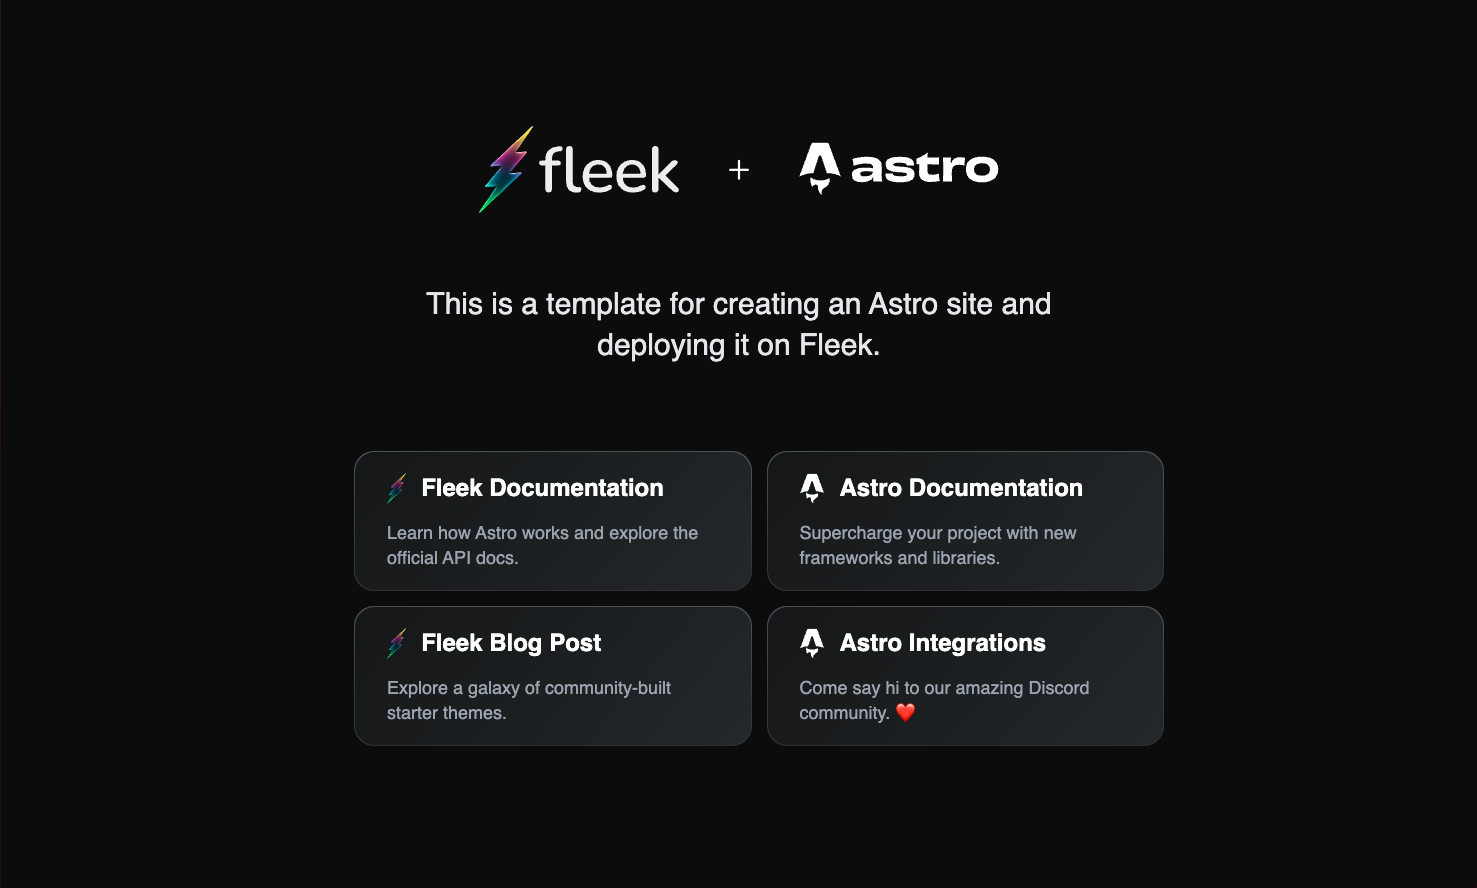 fleek + astro
This is a template for creating an Astro site and
deploying it on Fleek.
Fleek Documentation
Learn how Astro works and explore the
official API docs.
Astro Documentation
Supercharge your project with new
frameworks and libraries.
Fleek Blog Post
Explore a galaxy of community-built
starter themes.
Astro Integrations
Come say hi to our amazing Discord
community. ❤️